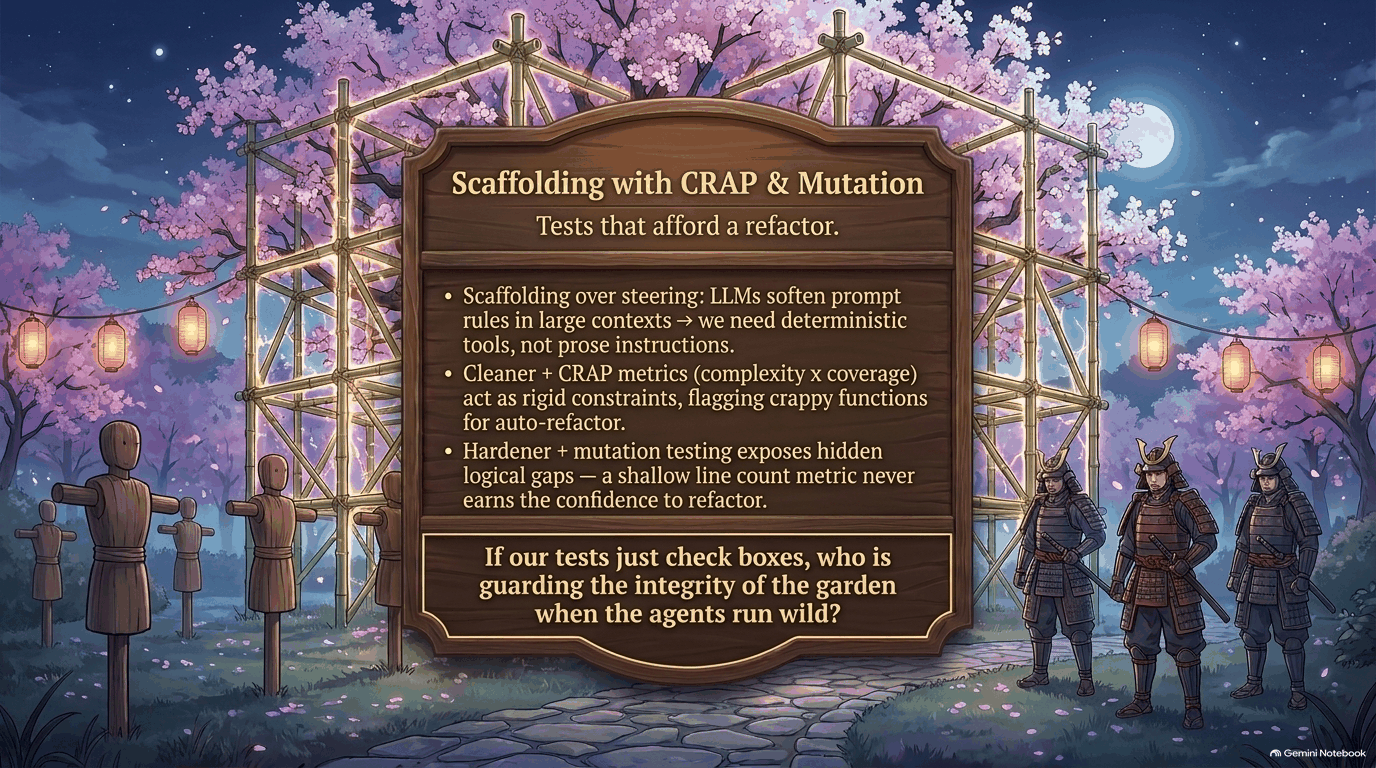 Scaffolding with CRAP & Mutation
Tests that afford a refactor.
• Scaffolding over steering: LLMs soften prompt
rules in large contexts → we need deterministic
tools, not prose instructions.
• Cleaner + CRAP metrics (complexity x coverage)
act as rigid constraints, flagging crappy functions
for auto-refactor.
• Hardener + mutation testing exposes hidden
logical gaps — a shallow line count metric never
earns the confidence to refactor.
If our tests just check boxes, who is
guarding the integrity of the garden
when the agents run wild?
Gemini Notebook